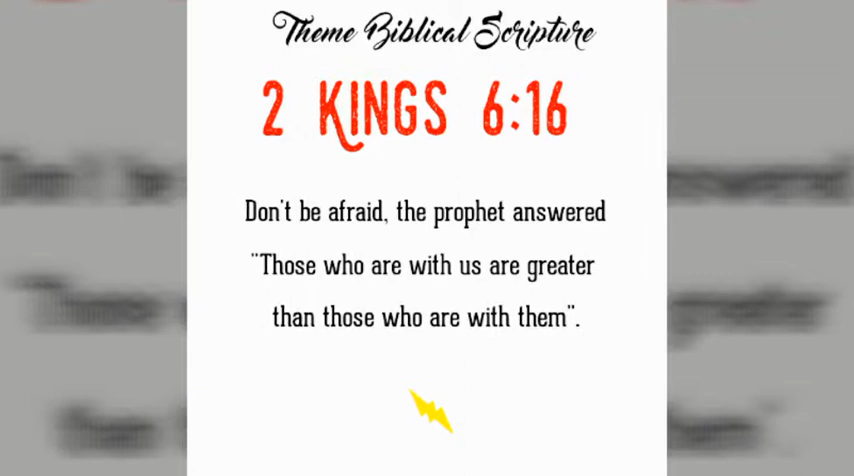 Theme Biblical Scripture
2 KINGS 6:16
Don't be afraid, the prophet answered
"Those who are with us are greater
than those who are with them".